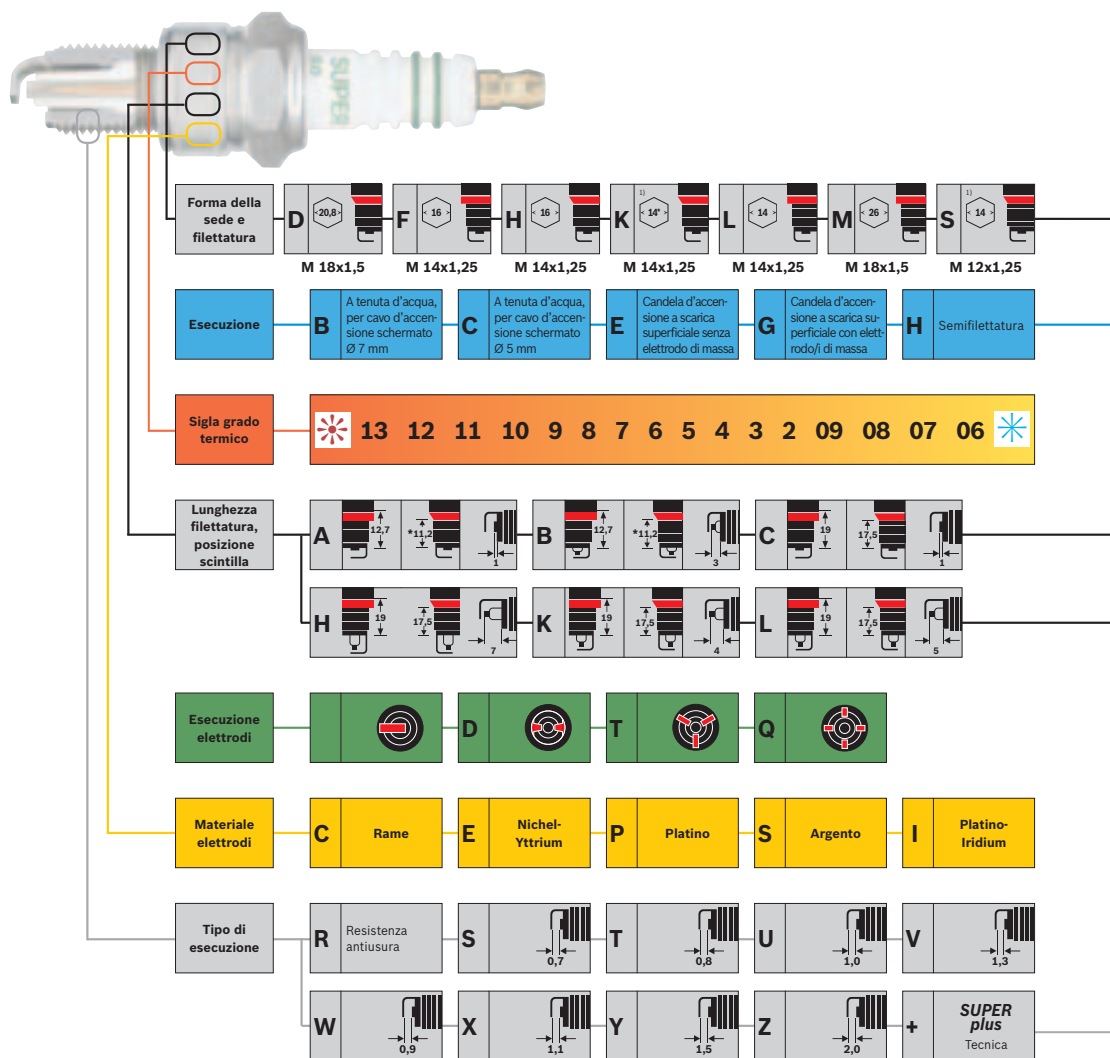 SUPER
Forma della
sede e
filettatura
D <20,8>
F < 16 >
H < 16 >
K 1) < 14* >
L < 14 >
M < 26 >
S 1) < 14 >
M 18x1,5
M 14x1,25
M 14x1,25
M 14x1,25
M 14x1,25
M 18x1,5
M 12x1,25
Esecuzione
B
A tenuta d'acqua,
per cavo d'accen-
sione schermato
Ø 7 mm
C
A tenuta d'acqua,
per cavo d'accen-
sione schermato
Ø 5 mm
E
Candela d'accen-
sione a scarica
superficiale senza
elettrodo di massa
G
Candela d'accen-
sione a scarica su-
perficiale con elett-
rodo/i di massa
H Semifilettatura
Sigla grado
termico
13 12 11 10 9 8 7 6 5 4 3 2 09 08 07 06
Lunghezza
filettatura,
posizione
scintilla
A 12,7 *11,2 1
B 12,7 *11,2 3
C 19 17,5 1
H 19 17,5 7
K 19 17,5 4
L 19 17,5 5
Esecuzione
elettrodi
D
T
Q
Materiale
elettrodi
C Rame
E
Nichel-
Yttrium
P Platino
S Argento
I
Platino-
Iridium
Tipo di
esecuzione
R
Resistenza
antiusura
S 0,7
T 0,8
U 1,0
V 1,3
W 0,9
X 1,1
Y 1,5
Z 2,0
+
SUPER
plus
Tecnica